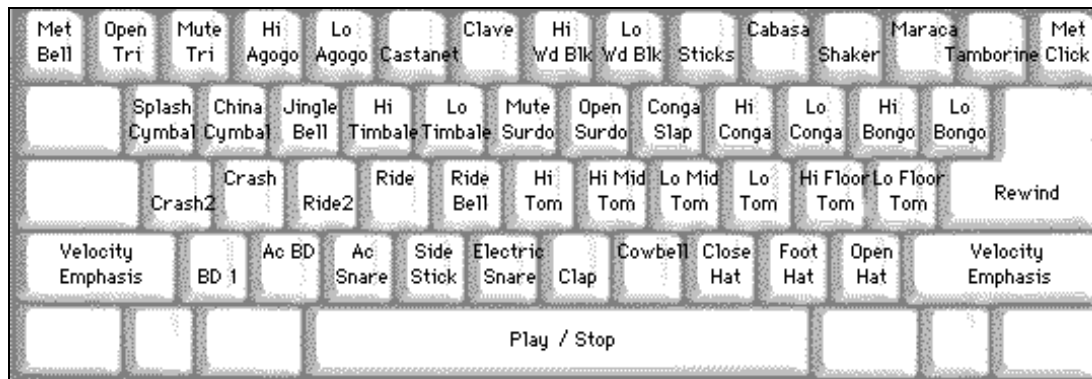 Met Bell
Open Tri
Mute Tri
Hi Agogo
Lo Agogo
Castanet
Clave
Hi Wd Blk
Lo Wd Blk
Sticks
Cabasa
Shaker
Maraca
Tamborine
Met Click
Splash Cymbal
China Cymbal
Jingle Bell
Hi Timbale
Lo Timbale
Mute Surdo
Open Surdo
Conga Slap
Hi Conga
Lo Conga
Hi Bongo
Lo Bongo
Crash2
Crash
Ride2
Ride
Ride Bell
Hi Tom
Hi Mid Tom
Lo Mid Tom
Lo Tom
Hi Floor Tom
Lo Floor Tom
Rewind
Velocity Emphasis
BD 1
Ac BD
Ac Snare
Side Stick
Electric Snare
Clap
Cowbell
Close Hat
Foot Hat
Open Hat
Velocity Emphasis
Play / Stop